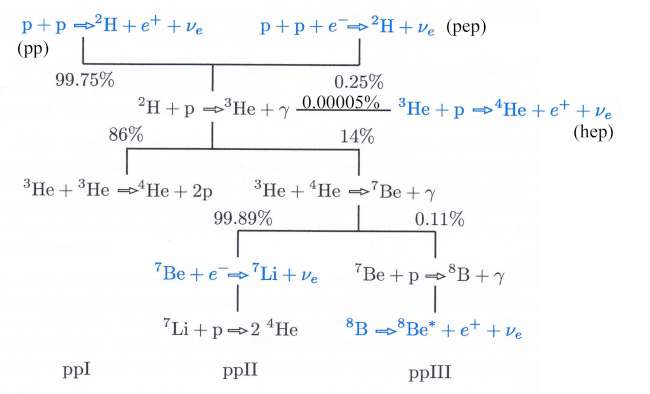 p + p ⇒ ²H + e⁺ + νₑ    p + p + e⁻ ⇒ ²H + νₑ (pep)
(pp)
99.75%    0.25%
²H + p ⇒ ³He + γ    0.00005%    ³He + p ⇒ ⁴He + e⁺ + νₑ
(hep)
86%    14%
³He + ³He ⇒ ⁴He + 2p    ³He + ⁴He ⇒ ⁷Be + γ
99.89%    0.11%
⁷Be + e⁻ ⇒ ⁷Li + νₑ    ⁷Be + p ⇒ ⁸B + γ
⁷Li + p ⇒ 2 ⁴He    ⁸B ⇒ ⁸Be* + e⁺ + νₑ
ppI    ppII    ppIII